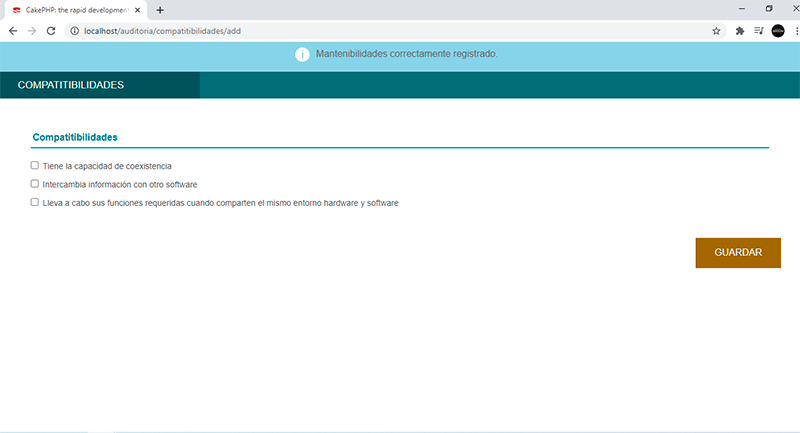 CakePHP: the rapid development
localhost/auditoria/compatitibilidades/add
Mantenibilidades correctamente registrado.
COMPATITIBILIDADES
Compatitibilidades
Tiene la capacidad de coexistencia
Intercambia información con otro software
Lleva a cabo sus funciones requeridas cuando comparten el mismo entorno hardware y software
GUARDAR